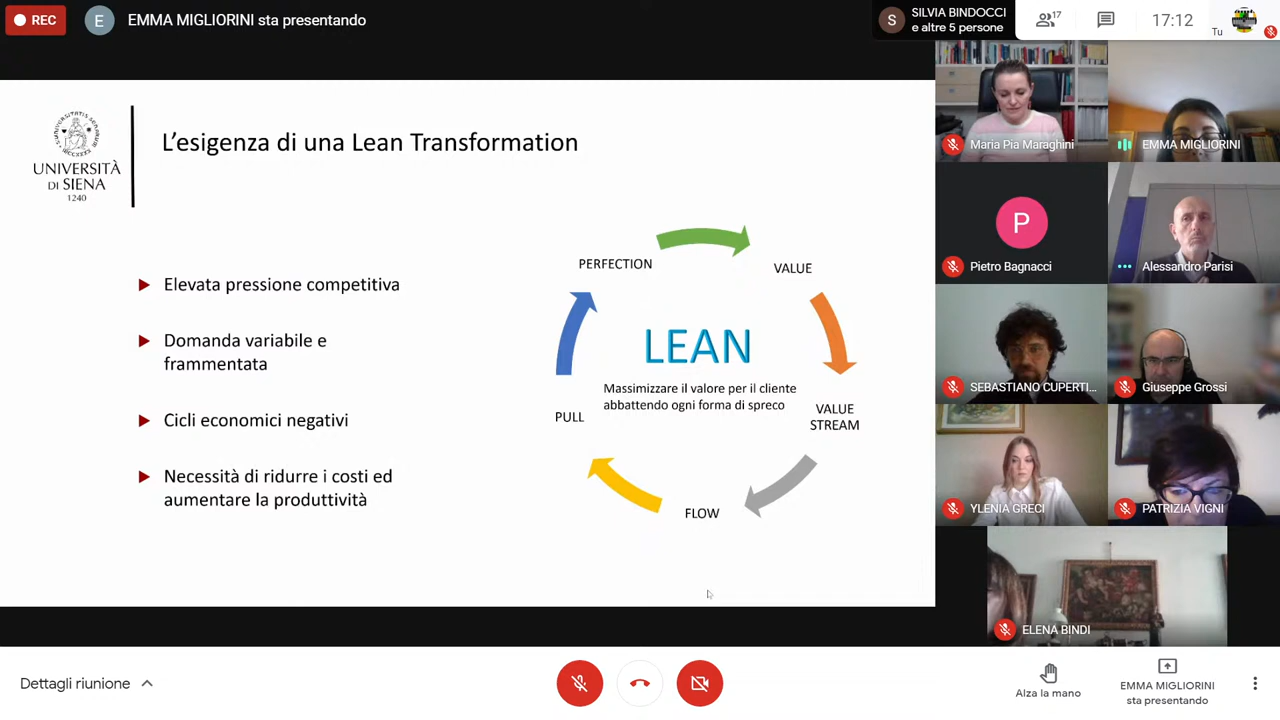 REC
E
EMMA MIGLIORINI sta presentando
S
SILVIA BINDOCCI
e altre 5 persone
17
17:12
Tu
UNIVERSITÀ
DI SIENA
1240
L'esigenza di una Lean Transformation
Elevata pressione competitiva
Domanda variabile e
frammentata
Cicli economici negativi
Necessità di ridurre i costi ed
aumentare la produttività
PERFECTION
VALUE
LEAN
Massimizzare il valore per il cliente
abbattendo ogni forma di spreco
PULL
VALUE
STREAM
FLOW
Maria Pia Maraghini
EMMA MIGLIORINI
P
Pietro Bagnacci
Alessandro Parisi
SEBASTIANO CUPERTI...
Giuseppe Grossi
YLENIA GRECI
PATRIZIA VIGNI
ELENA BINDI
Dettagli riunione
Alza la mano
EMMA MIGLIORINI
sta presentando